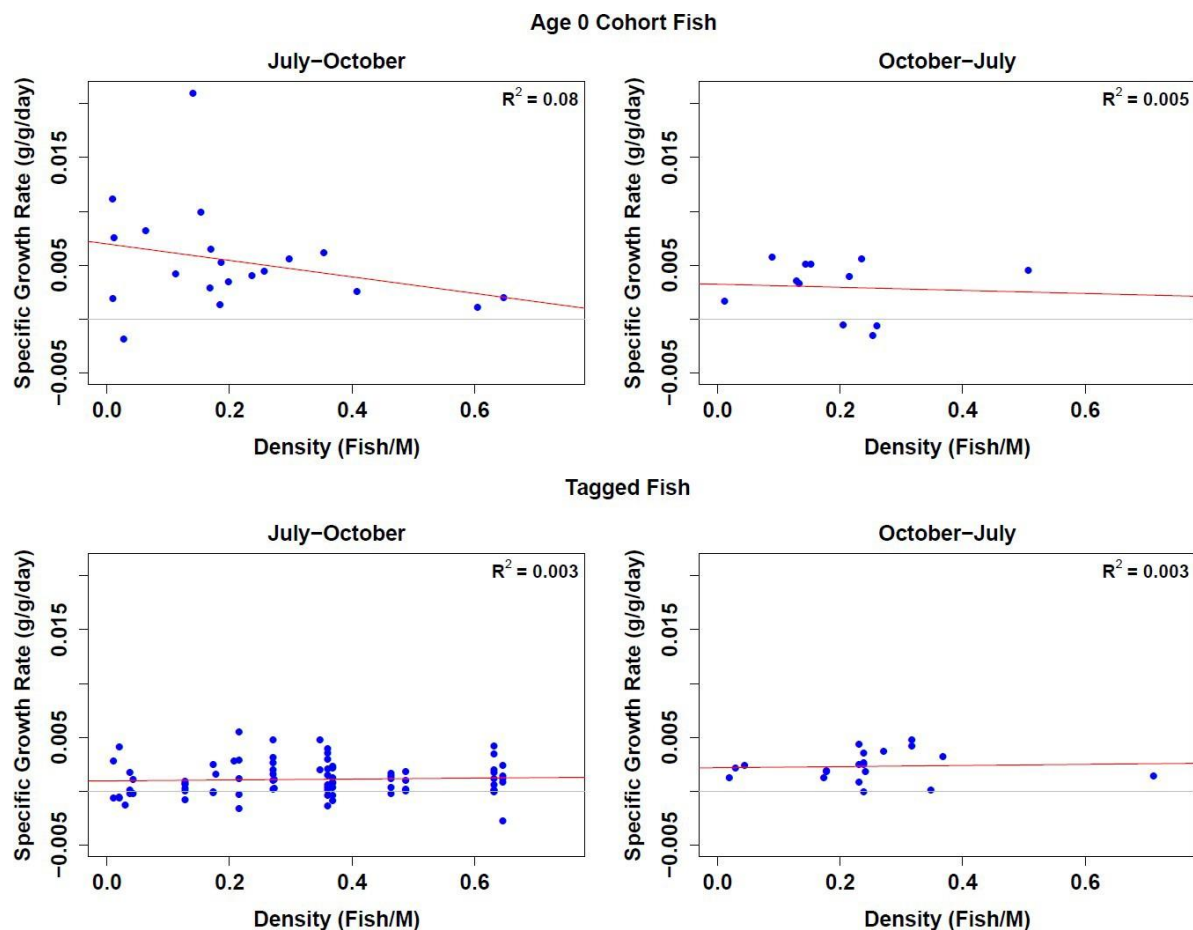 Age 0 Cohort Fish
July−October
October−July
R² = 0.08
R² = 0.005
Specific Growth Rate (g/g/day)
Specific Growth Rate (g/g/day)
0.015
0.005
−0.005
0.015
0.005
−0.005
0.0 0.2 0.4 0.6
0.0 0.2 0.4 0.6
Density (Fish/M)
Density (Fish/M)
Tagged Fish
July−October
October−July
R² = 0.003
R² = 0.003
Specific Growth Rate (g/g/day)
Specific Growth Rate (g/g/day)
0.015
0.005
−0.005
0.015
0.005
−0.005
0.0 0.2 0.4 0.6
0.0 0.2 0.4 0.6
Density (Fish/M)
Density (Fish/M)